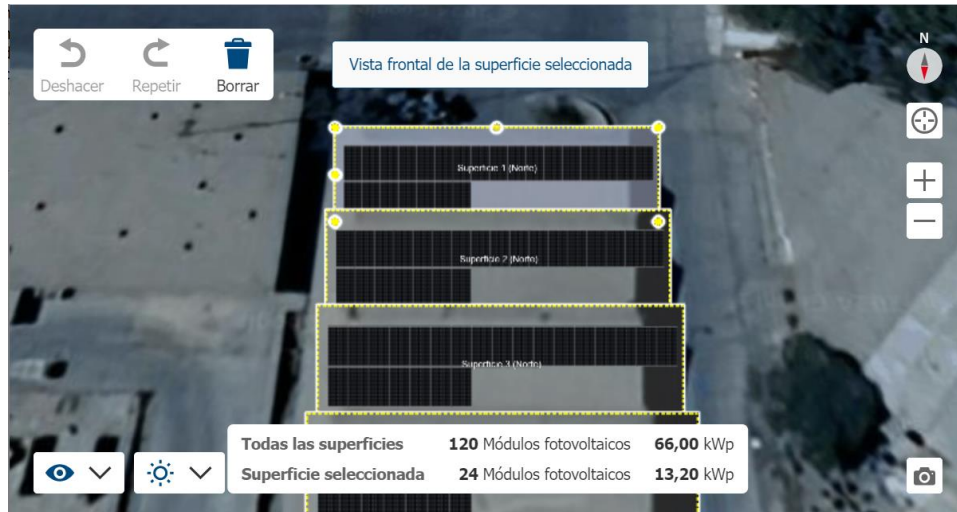 N
Deshacer Repetir Borrar
Vista frontal de la superficie seleccionada
Superficie 1 (Norte)
Superficie 2 (Norte)
Superficie 3 (Norte)
Todas las superficies 120 Módulos fotovoltaicos 66,00 kWp
Superficie seleccionada 24 Módulos fotovoltaicos 13,20 kWp